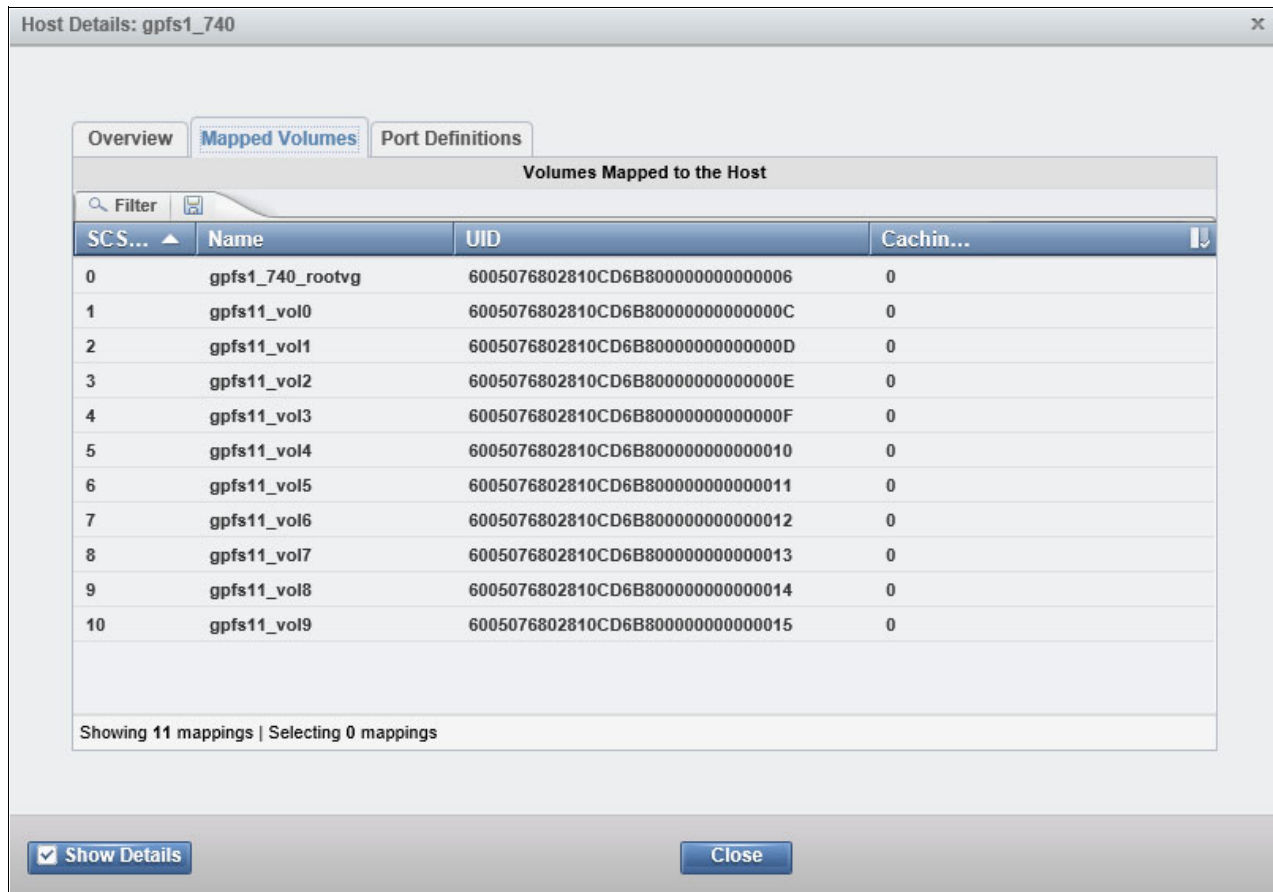 Host Details: gpfs1_740 x
Overview Mapped Volumes Port Definitions
Volumes Mapped to the Host
Filter
SCS... Name UID Cachin...
0 gpfs1_740_rootvg 6005076802810CD6B800000000000006 0
1 gpfs11_vol0 6005076802810CD6B80000000000000C 0
2 gpfs11_vol1 6005076802810CD6B80000000000000D 0
3 gpfs11_vol2 6005076802810CD6B80000000000000E 0
4 gpfs11_vol3 6005076802810CD6B80000000000000F 0
5 gpfs11_vol4 6005076802810CD6B800000000000010 0
6 gpfs11_vol5 6005076802810CD6B800000000000011 0
7 gpfs11_vol6 6005076802810CD6B800000000000012 0
8 gpfs11_vol7 6005076802810CD6B800000000000013 0
9 gpfs11_vol8 6005076802810CD6B800000000000014 0
10 gpfs11_vol9 6005076802810CD6B800000000000015 0
Showing 11 mappings | Selecting 0 mappings
Show Details Close